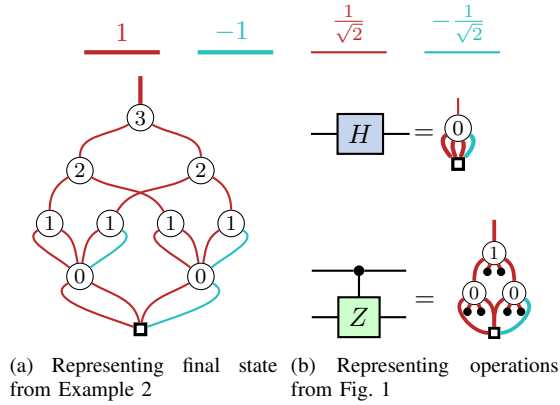 1 −1 1/√2 −1/√2
3
2 2
1 1 1 1
0 0
H = 0
Z = 1
0 0
(a) Representing final state
from Example 2
(b) Representing operations
from Fig. 1